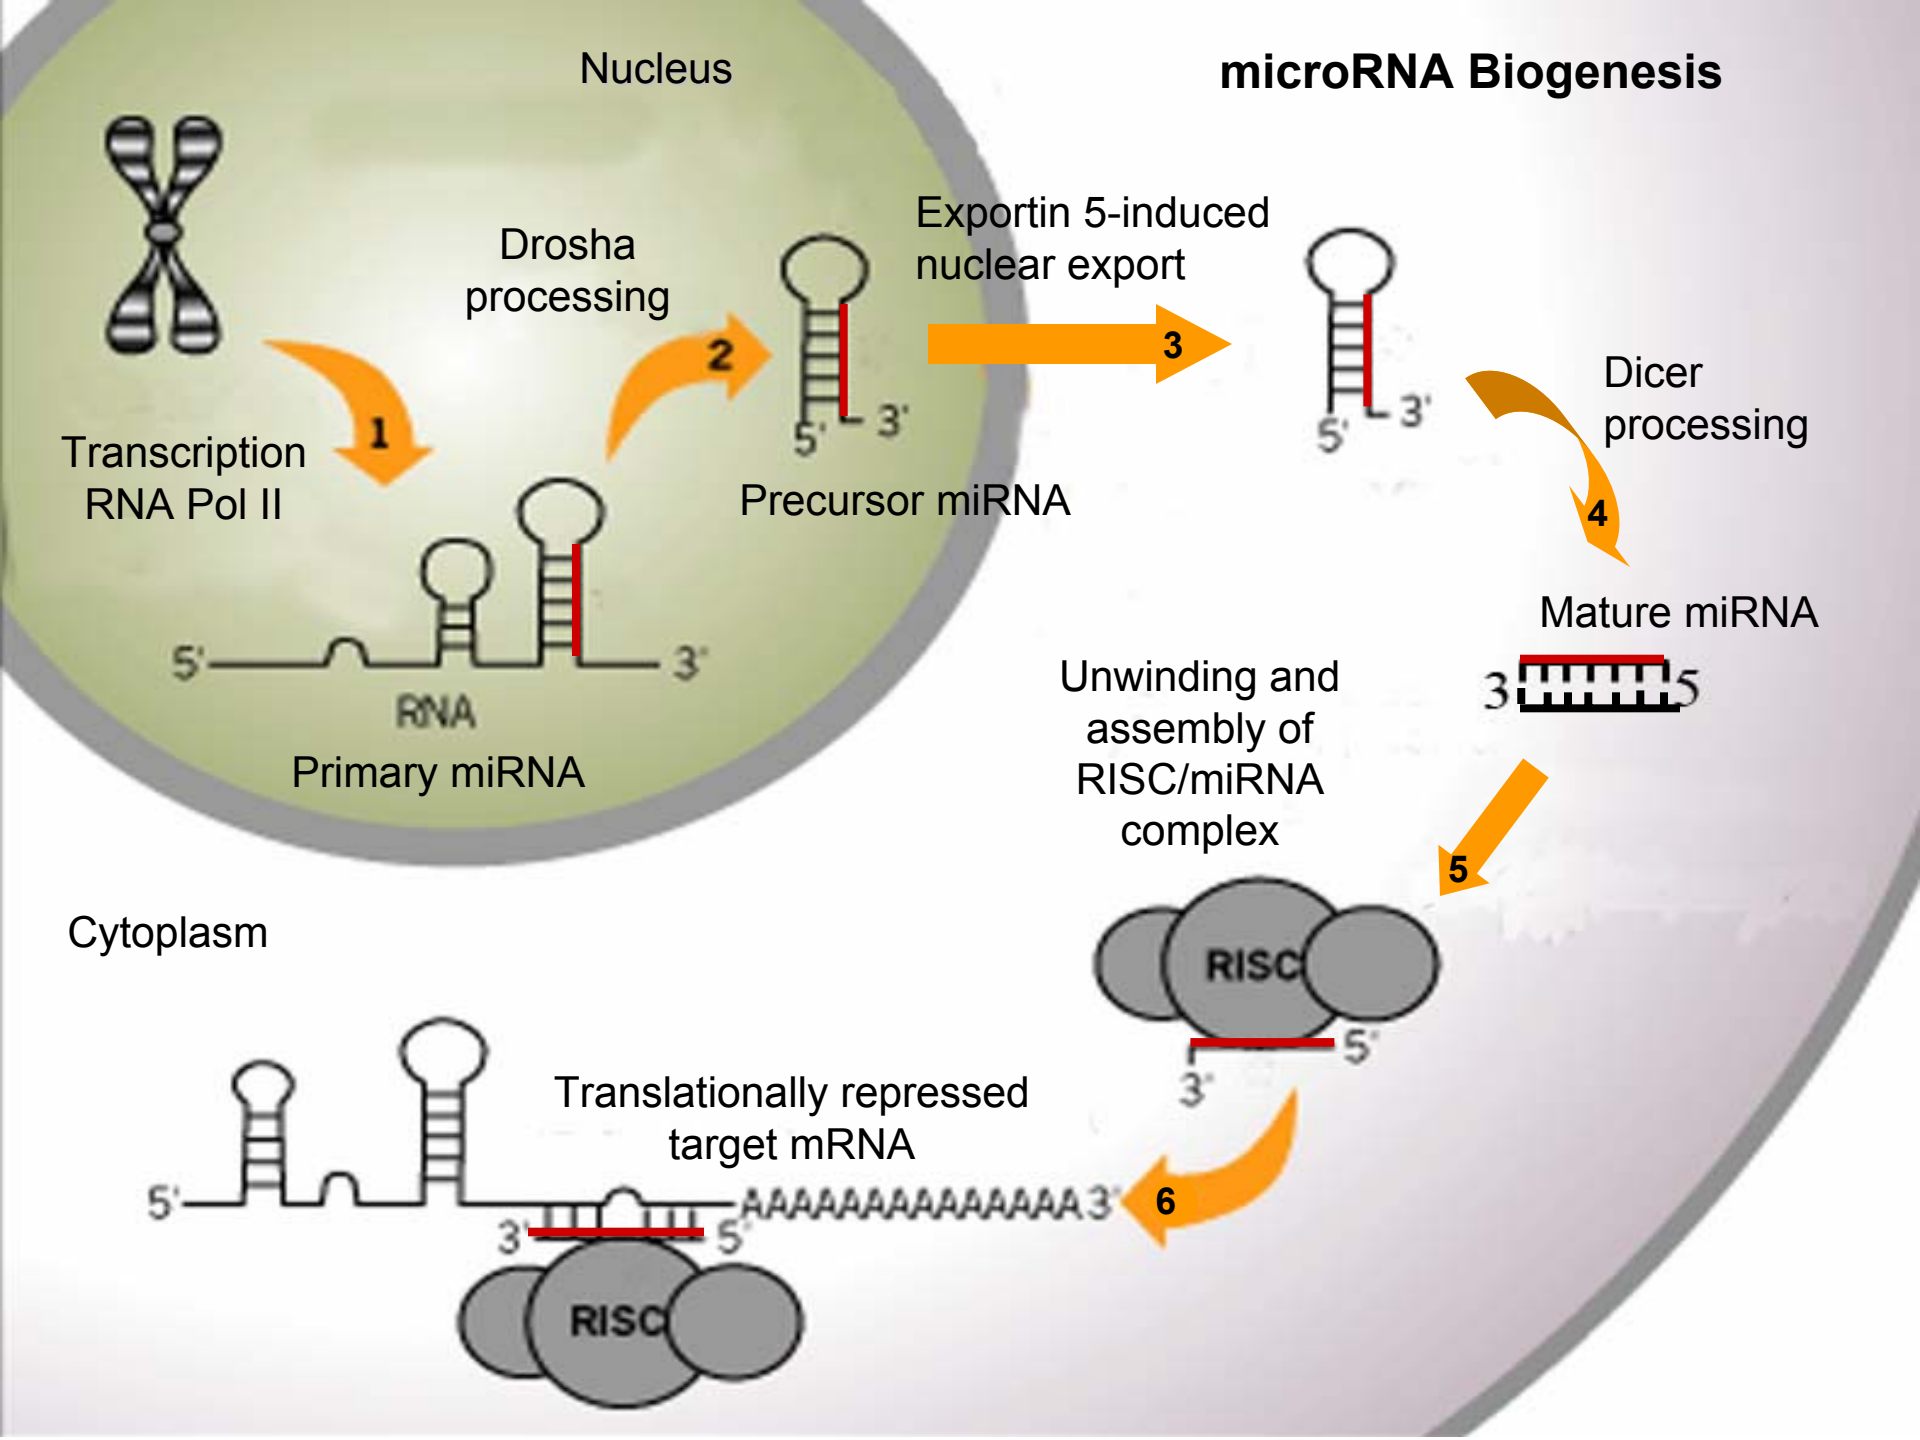 Nucleus
microRNA Biogenesis
Exportin 5-induced
nuclear export
Drosha
processing
2
3
Dicer
processing
1
5' 3'
5' 3'
Transcription
RNA Pol II
Precursor miRNA
4
Mature miRNA
5' 3'
RNA
Primary miRNA
3 5
Unwinding and
assembly of
RISC/miRNA
complex
5
Cytoplasm
RISC
5'
3'
Translationally repressed
target mRNA
5' AAAAAAAAAAAAAA 3'
6
3' 5'
RISC